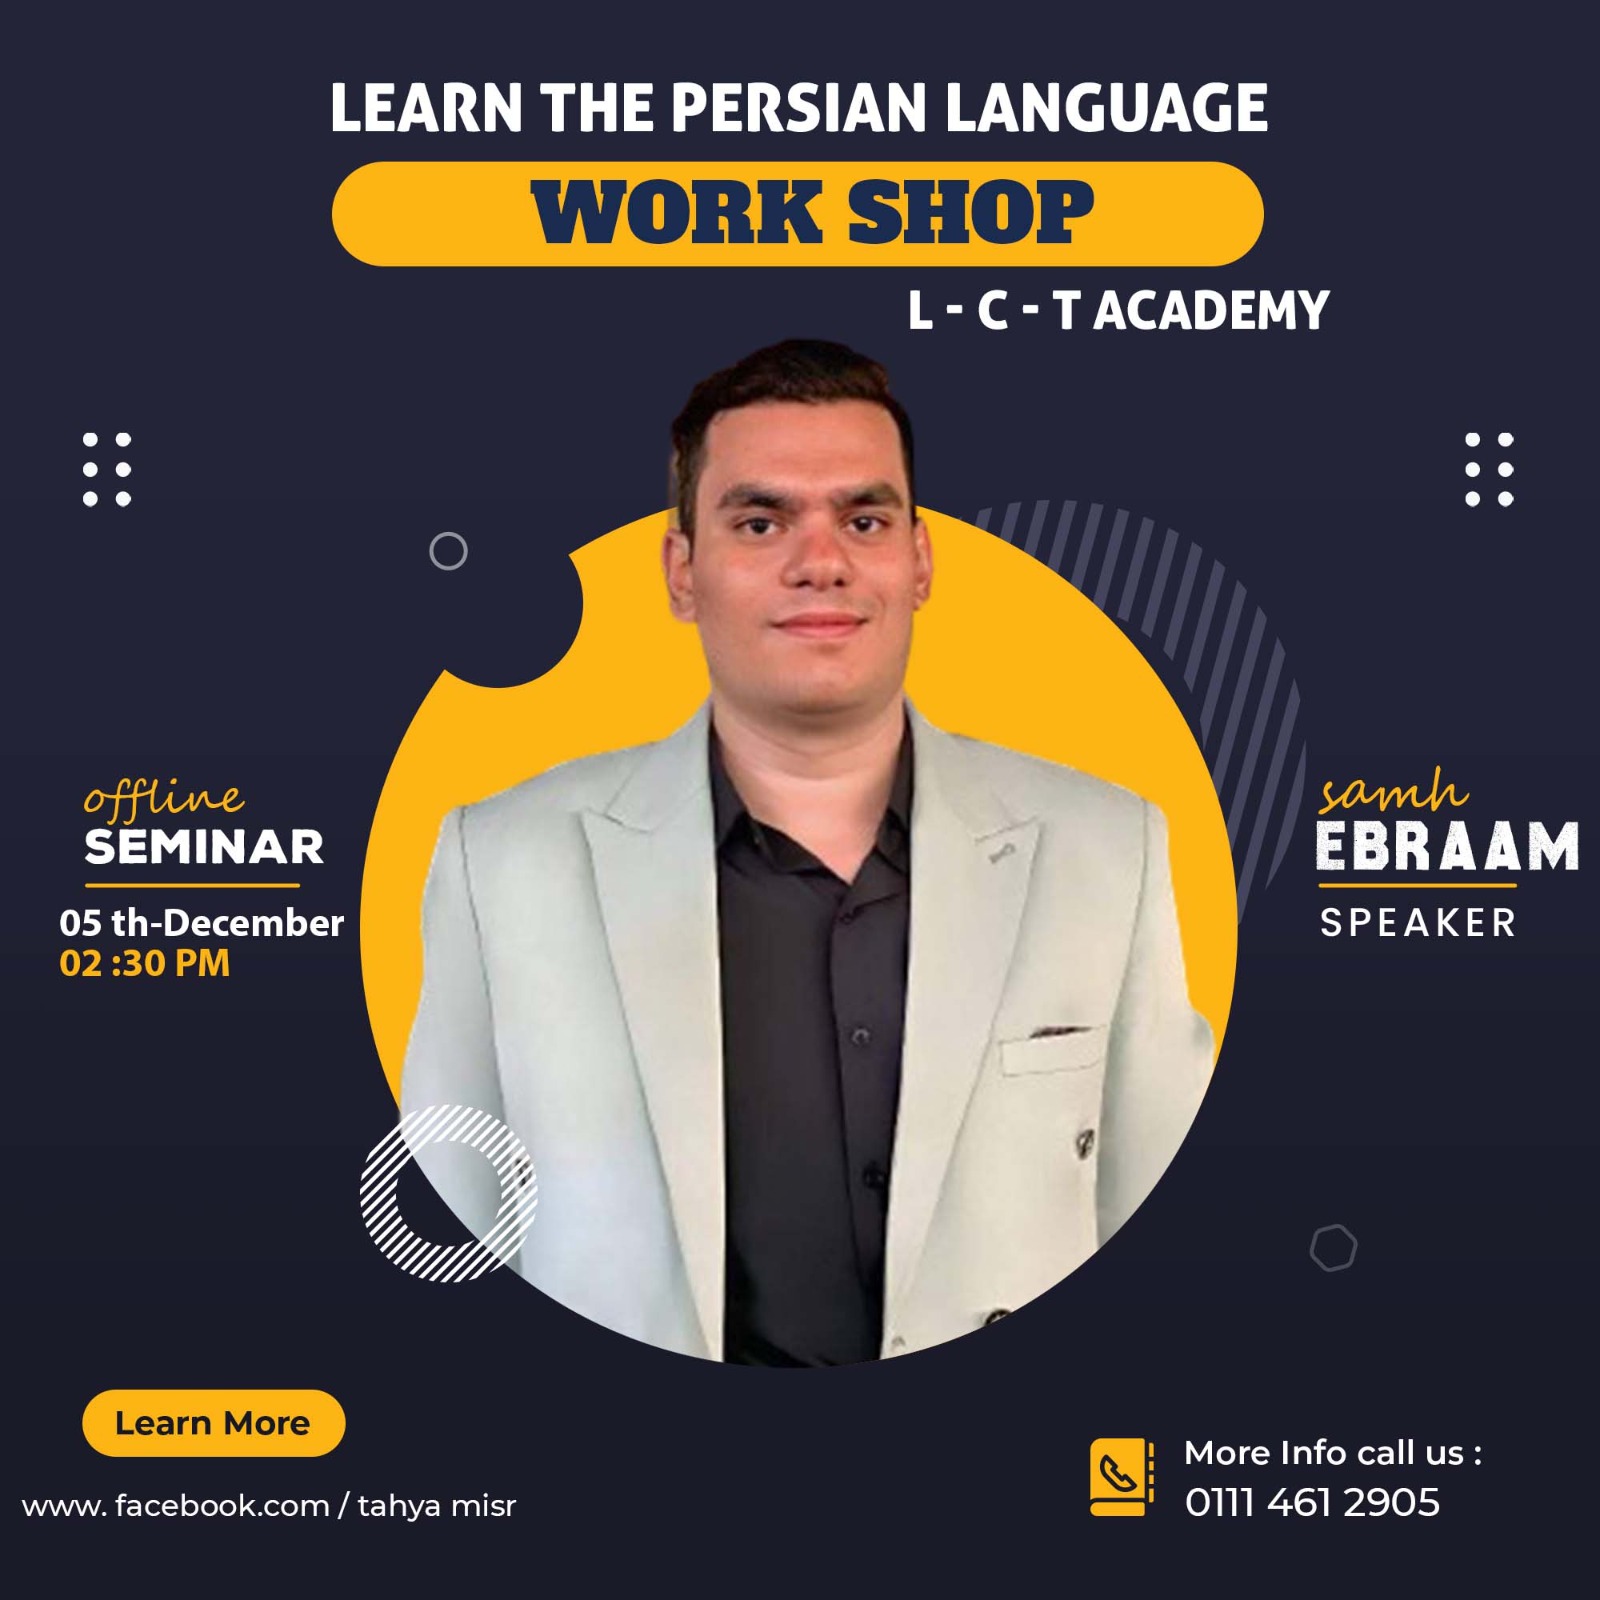 LEARN THE PERSIAN LANGUAGE
WORK SHOP
L - C - T ACADEMY
offline
SEMINAR
05 th-December
02 :30 PM
samh
EBRAAM
SPEAKER
Learn More
www. facebook.com / tahya misr
More Info call us :
0111 461 2905